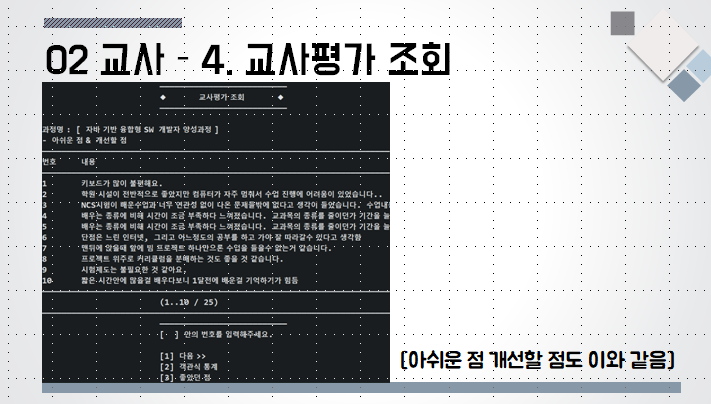 02 교사 - 4. 교사평가 조회
◆ 교사평가 조회 ◆
과정명 : [ 자바 기반 융합형 SW 개발자 양성과정 ]
- 아쉬운 점 & 개선할 점
번호 내용
1 키보드가 많이 불편해요.
2 학원 시설이 전반적으로 좋았지만 컴퓨터가 자주 멈춰서 수업 진행에 어려움이 있었습니다..
3 NCS시험이 배운수업과 너무 연관성 없이 다온 문제들밖에 없다고 생각이 들었습니다. 수업내
4 배우는 종류에 비해 시간이 조금 부족하다 느껴졌습니다. 교과목의 종류를 줄이던가 기간을 늘
5 배우는 종류에 비해 시간이 조금 부족하다 느껴졌습니다. 교과목의 종류를 줄이던가 기간을 늘
6 단점은 느린 인터넷, 그리고 어느정도의 공부를 하고 가야 잘 따라갈수 있다고 생각함
7 맨뒤에 앉을때 앞에 빔 프로젝트 하나만으론 수업을 들을수 없는거 같습니다.
8 프로젝트 위주로 커리큘럼을 분배하는 것도 좋을 것 같습니다.
9 시험제도는 불필요한 것 같아요.
10 짧은 시간안에 많을걸 배우다보니 1달전에 배운걸 기억하기가 힘듬
(1..10 / 25)
[ ] 안의 번호를 입력해주세요.
[1] 다음 >>
[2] 객관식 통계
[3] 좋았던 점
(아쉬운 점 개선할 점도 이와 같음)